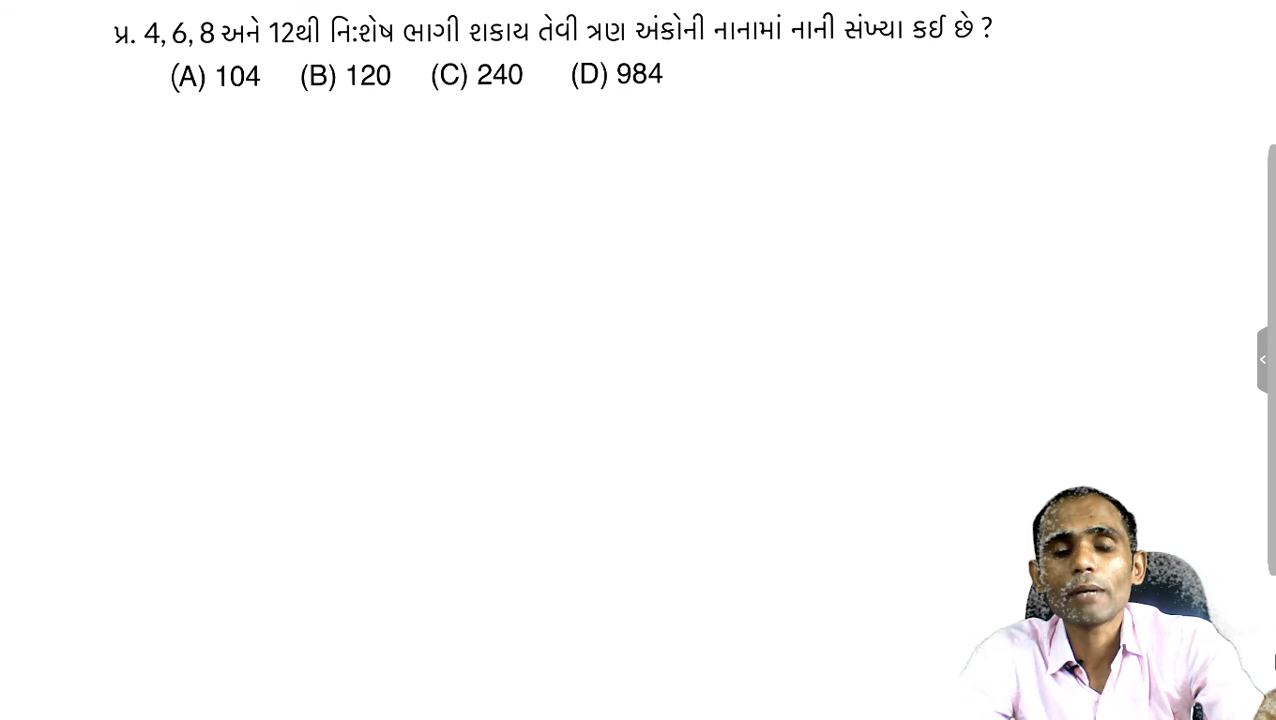 પ્ર. 4, 6, 8 અને 12થી નિ:શેષ ભાગી શકાય તેવી ત્રણ અંકોની નાનામાં નાની સંખ્યા કઈ છે ?
(A) 104 (B) 120 (C) 240 (D) 984